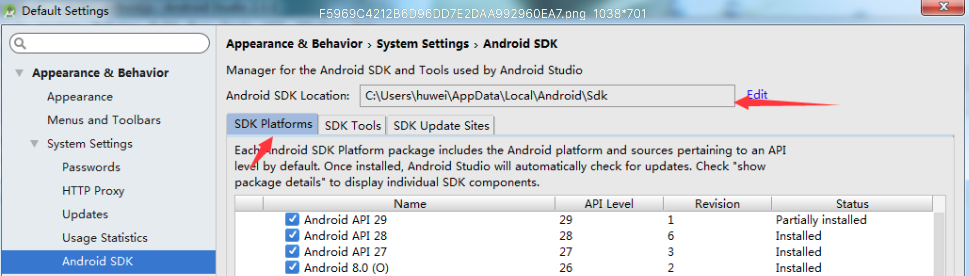 Default Settings
F5969C4212B6D96DD7E2DAA992960EA7.png 1038*701
Appearance & Behavior › System Settings › Android SDK
Manager for the Android SDK and Tools used by Android Studio
Android SDK Location: C:\Users\huwei\AppData\Local\Android\Sdk Edit
SDK Platforms SDK Tools SDK Update Sites
Each Android SDK Platform package includes the Android platform and sources pertaining to an API
level by default. Once installed, Android Studio will automatically check for updates. Check "show
package details" to display individual SDK components.
Name API Level Revision Status
Android API 29 29 1 Partially installed
Android API 28 28 6 Installed
Android API 27 27 3 Installed
Android 8.0 (O) 26 2 Installed
Appearance & Behavior
Appearance
Menus and Toolbars
System Settings
Passwords
HTTP Proxy
Updates
Usage Statistics
Android SDK